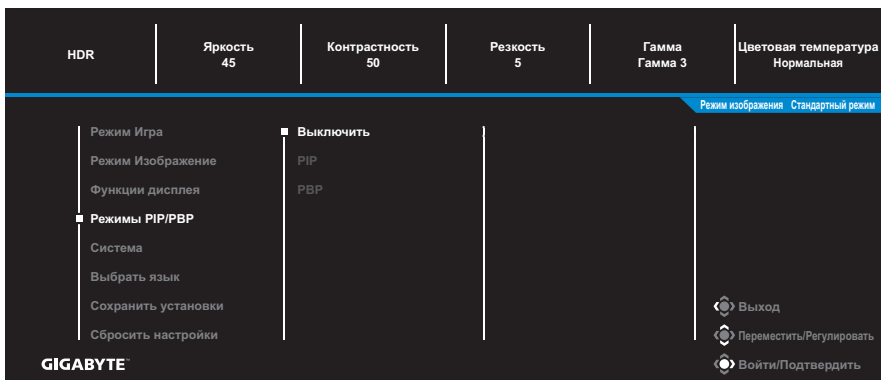 HDR
Яркость
45
Контрастность
50
Резкость
5
Гамма
Гамма 3
Цветовая температура
Нормальная
Режим изображения Стандартный режим
Режим Игра
Режим Изображение
Функции дисплея
Режимы PIP/PBP
Система
Выбрать язык
Сохранить установки
Сбросить настройки
Выключить
PIP
PBP
Выход
Переместить/Регулировать
Войти/Подтвердить
GIGABYTE™